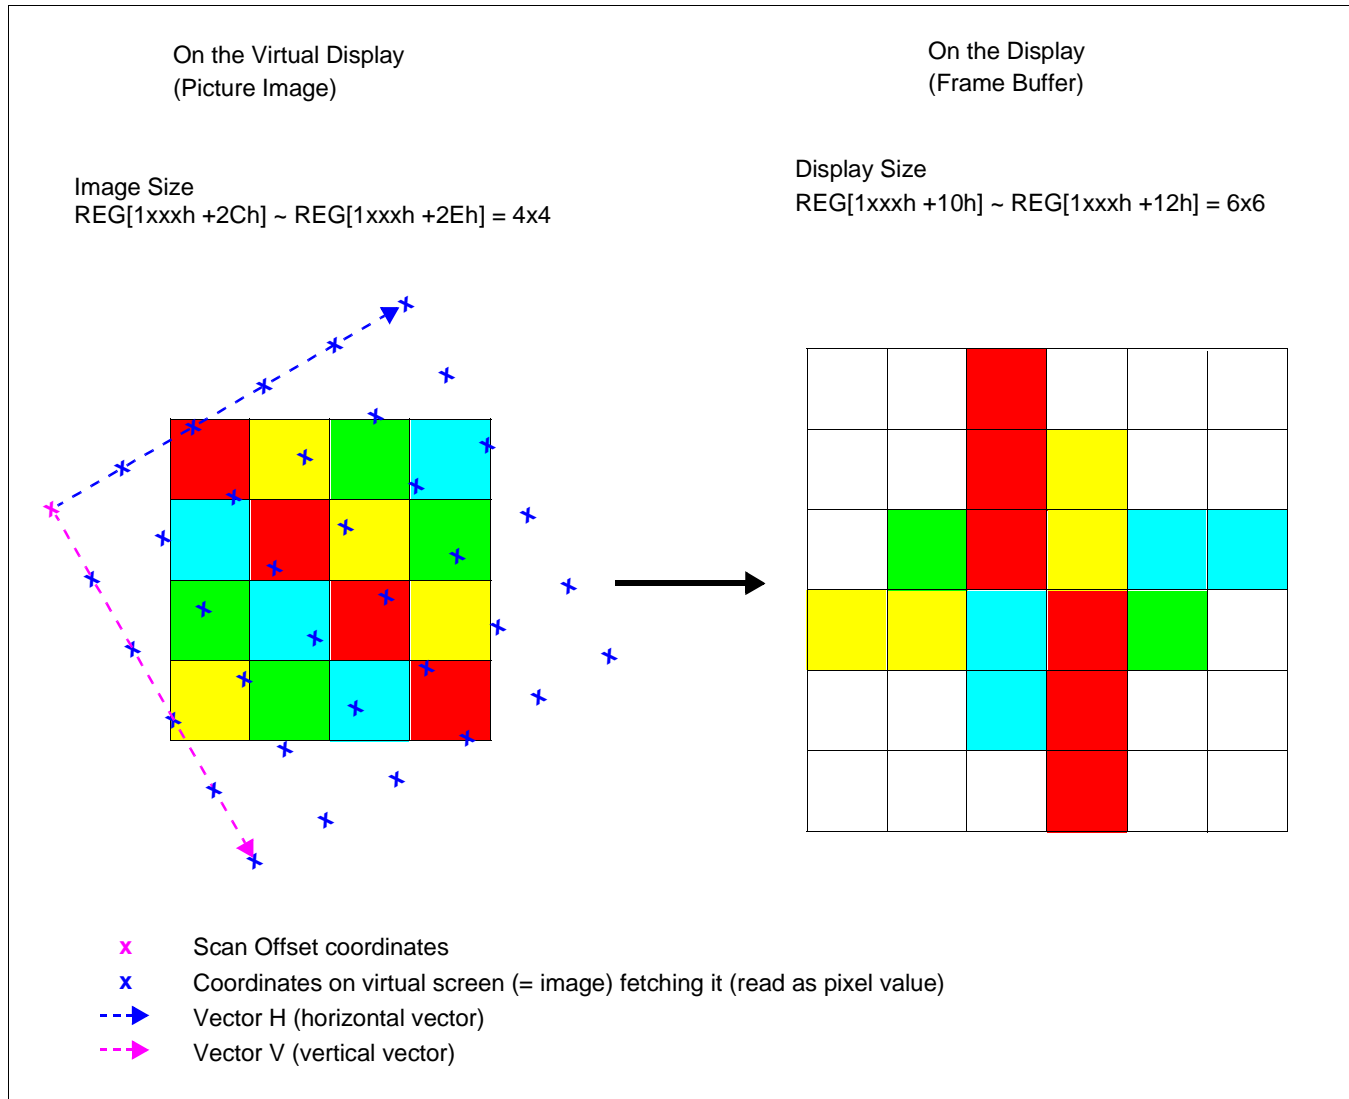 On the Virtual Display
(Picture Image)
On the Display
(Frame Buffer)
Image Size
REG[1xxxh +2Ch] ~ REG[1xxxh +2Eh] = 4x4
Display Size
REG[1xxxh +10h] ~ REG[1xxxh +12h] = 6x6
x Scan Offset coordinates
x Coordinates on virtual screen (= image) fetching it (read as pixel value)
Vector H (horizontal vector)
Vector V (vertical vector)